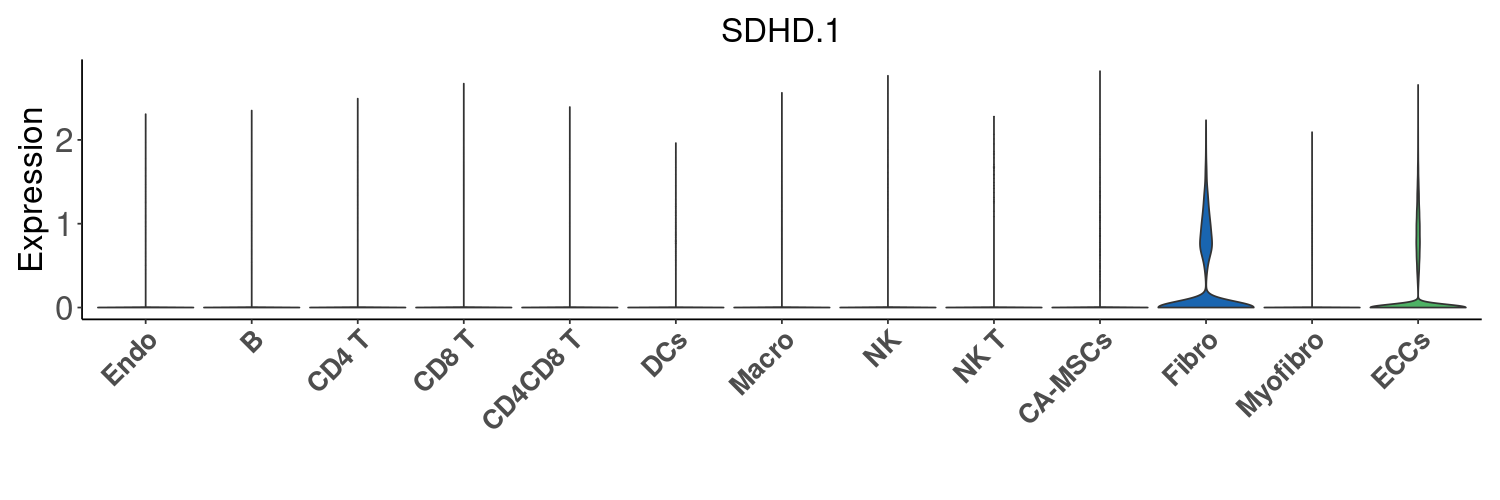 SDHD.1
Expression
2
1
0
Endo
B
CD4 T
CD8 T
CD4CD8 T
DCs
Macro
NK
NK T
CA-MSCs
Fibro
Myofibro
ECCs